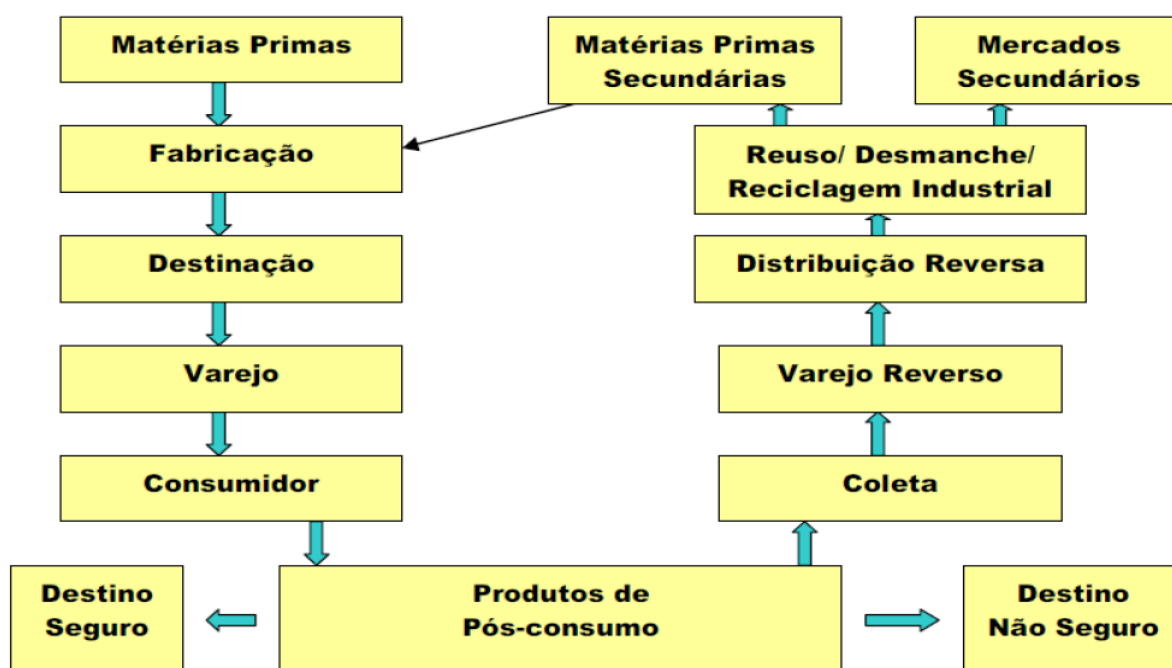 Matérias Primas
Matérias Primas
Secundárias
Mercados
Secundários
Fabricação
Reuso/ Desmanche/
Reciclagem Industrial
Destinação
Distribuição Reversa
Varejo
Varejo Reverso
Consumidor
Coleta
Destino
Seguro
Produtos de
Pós-consumo
Destino
Não Seguro